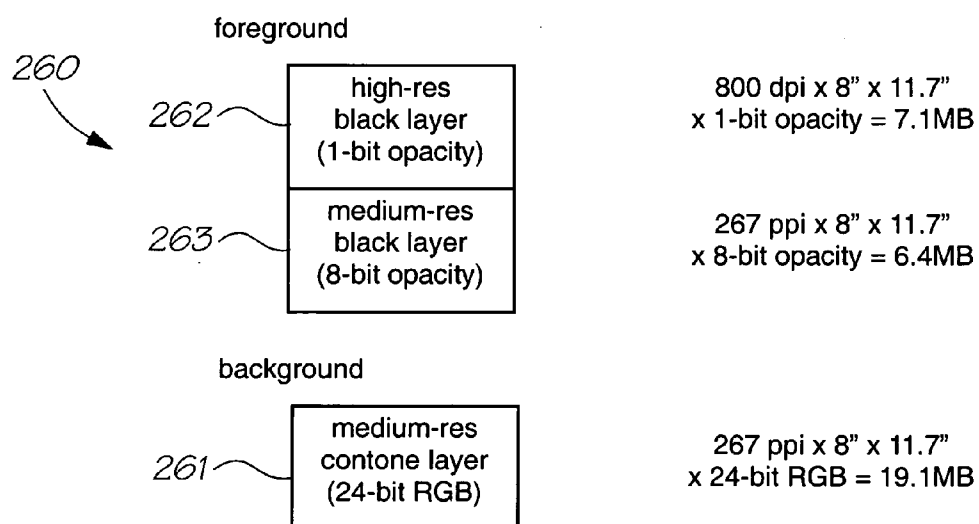 foreground
260
262
high-res
black layer
(1-bit opacity)
800 dpi x 8” x 11.7”
x 1-bit opacity = 7.1MB
263
medium-res
black layer
(8-bit opacity)
267 ppi x 8” x 11.7”
x 8-bit opacity = 6.4MB
background
261
medium-res
contone layer
(24-bit RGB)
267 ppi x 8” x 11.7”
x 24-bit RGB = 19.1MB